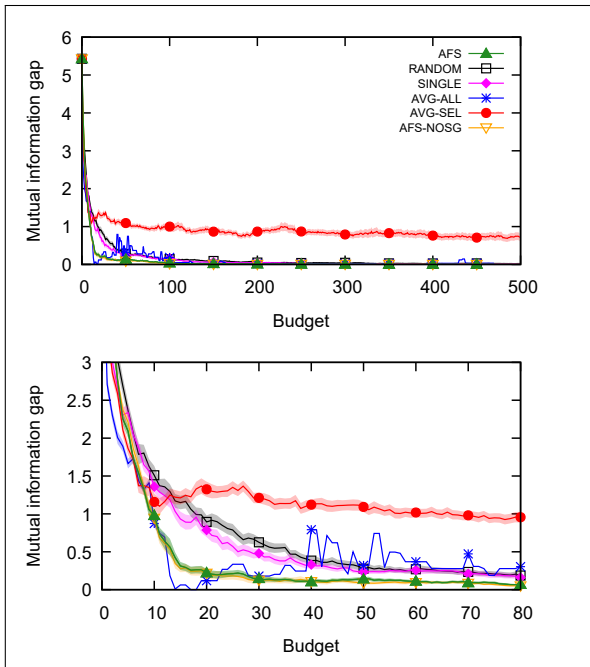 6
5
4
3
2
1
0
Mutual information gap
AFS
RANDOM
SINGLE
AVG-ALL
AVG-SEL
AFS-NOSG
0 100 200 300 400 500
Budget
3
2.5
2
1.5
1
0.5
0
Mutual information gap
0 10 20 30 40 50 60 70 80
Budget